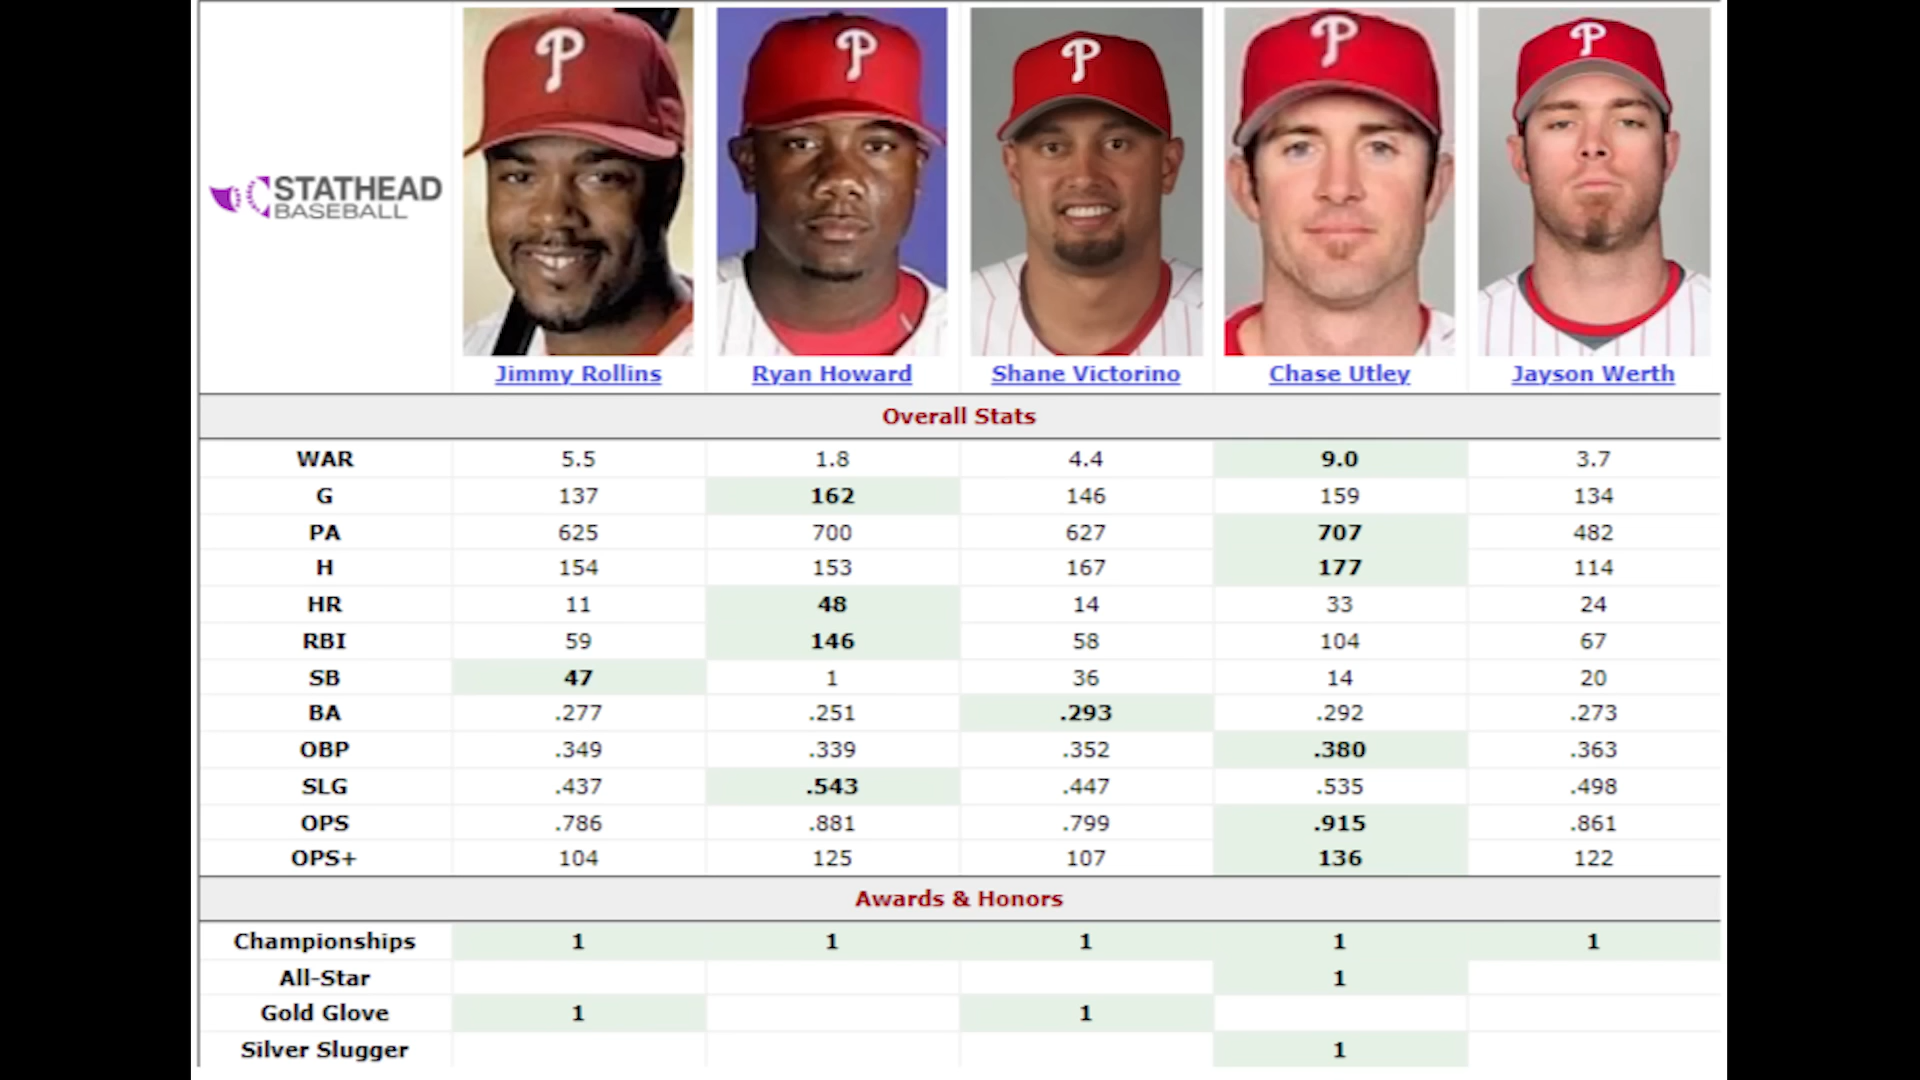 P P P P P
STATHEAD
BASEBALL
Jimmy Rollins Ryan Howard Shane Victorino Chase Utley Jayson Werth
Overall Stats
WAR 5.5 1.8 4.4 9.0 3.7
G 137 162 146 159 134
PA 625 700 627 707 482
H 154 153 167 177 114
HR 11 48 14 33 24
RBI 59 146 58 104 67
SB 47 1 36 14 20
BA .277 .251 .293 .292 .273
OBP .349 .339 .352 .380 .363
SLG .437 .543 .447 .535 .498
OPS .786 .881 .799 .915 .861
OPS+ 104 125 107 136 122
Awards & Honors
Championships 1 1 1 1 1
All-Star 1
Gold Glove 1 1
Silver Slugger 1